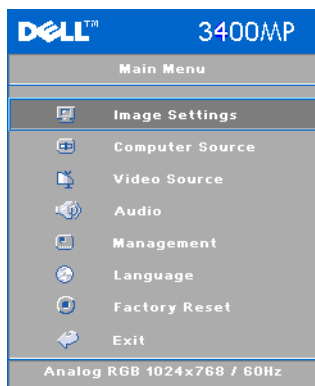 DELL™ 3400MP
Main Menu
Image Settings
Computer Source
Video Source
Audio
Management
Language
Factory Reset
Exit
Analog RGB 1024x768 / 60Hz